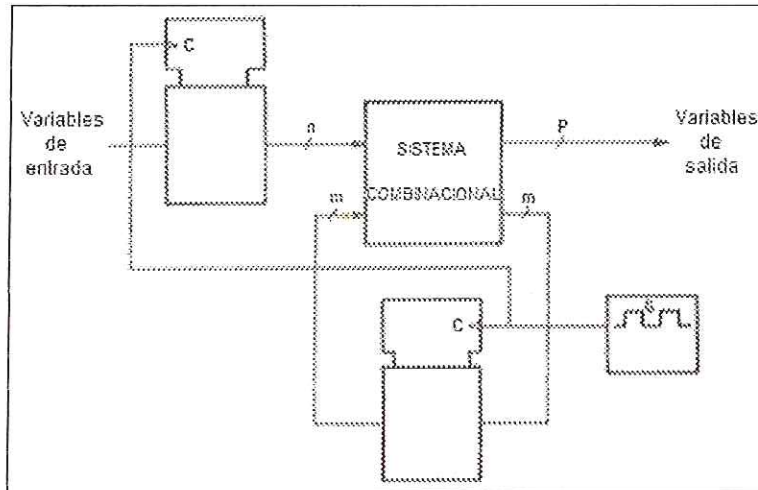 C
Variables
de
entrada
n
SISTEMA
COMBINACIONAL
P
Variables
de
salida
m
m
C
G